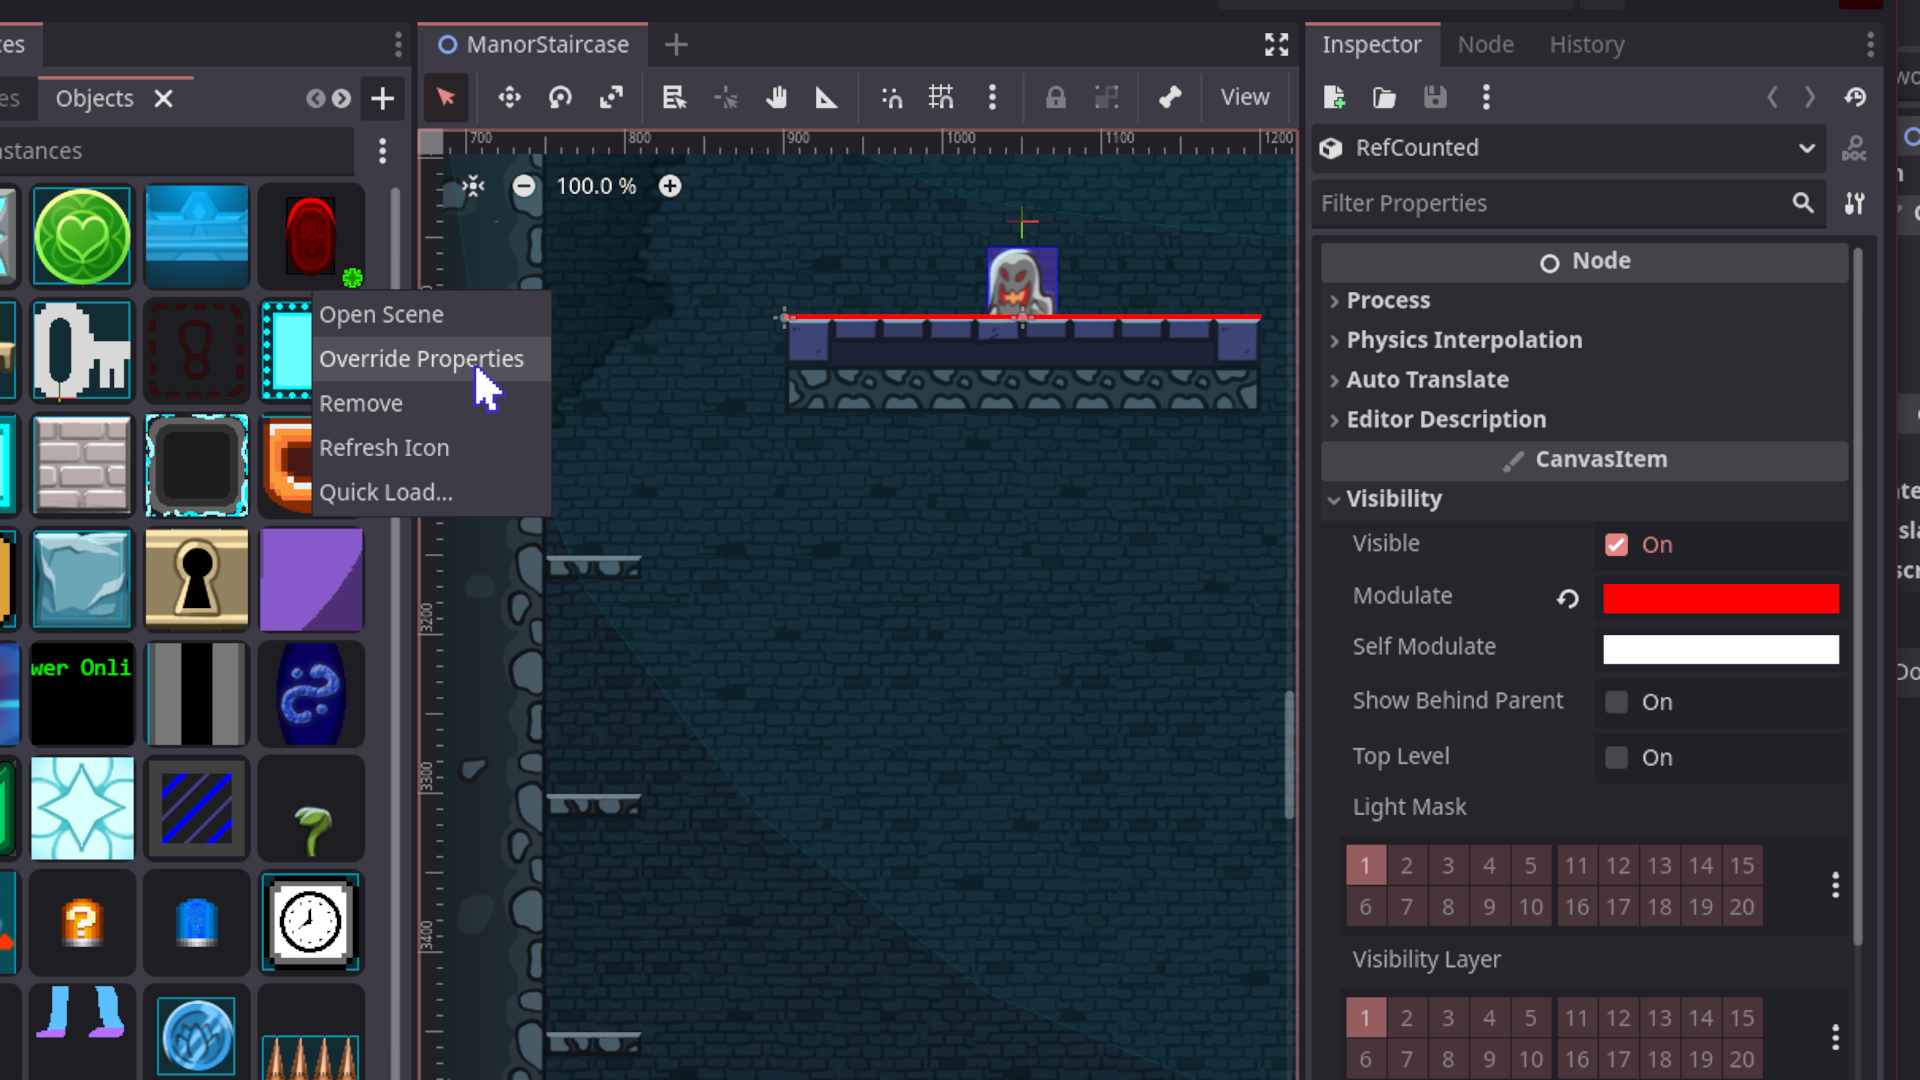 ces
ManorStaircase
Inspector
Node
History
es
Objects
View
nstances
700
800
900
1000
1100
1200
100.0 %
RefCounted
DOC
Filter Properties
Node
Open Scene
Override Properties
Remove
Refresh Icon
Quick Load...
Process
Physics Interpolation
Auto Translate
Editor Description
CanvasItem
Visibility
Visible
On
Modulate
Self Modulate
Show Behind Parent
On
Top Level
On
Light Mask
1 2 3 4 5 11 12 13 14 15
6 7 8 9 10 16 17 18 19 20
Visibility Layer
1 2 3 4 5 11 12 13 14 15
6 7 8 9 10 16 17 18 19 20
wer Onli
?
3200
3300
3400